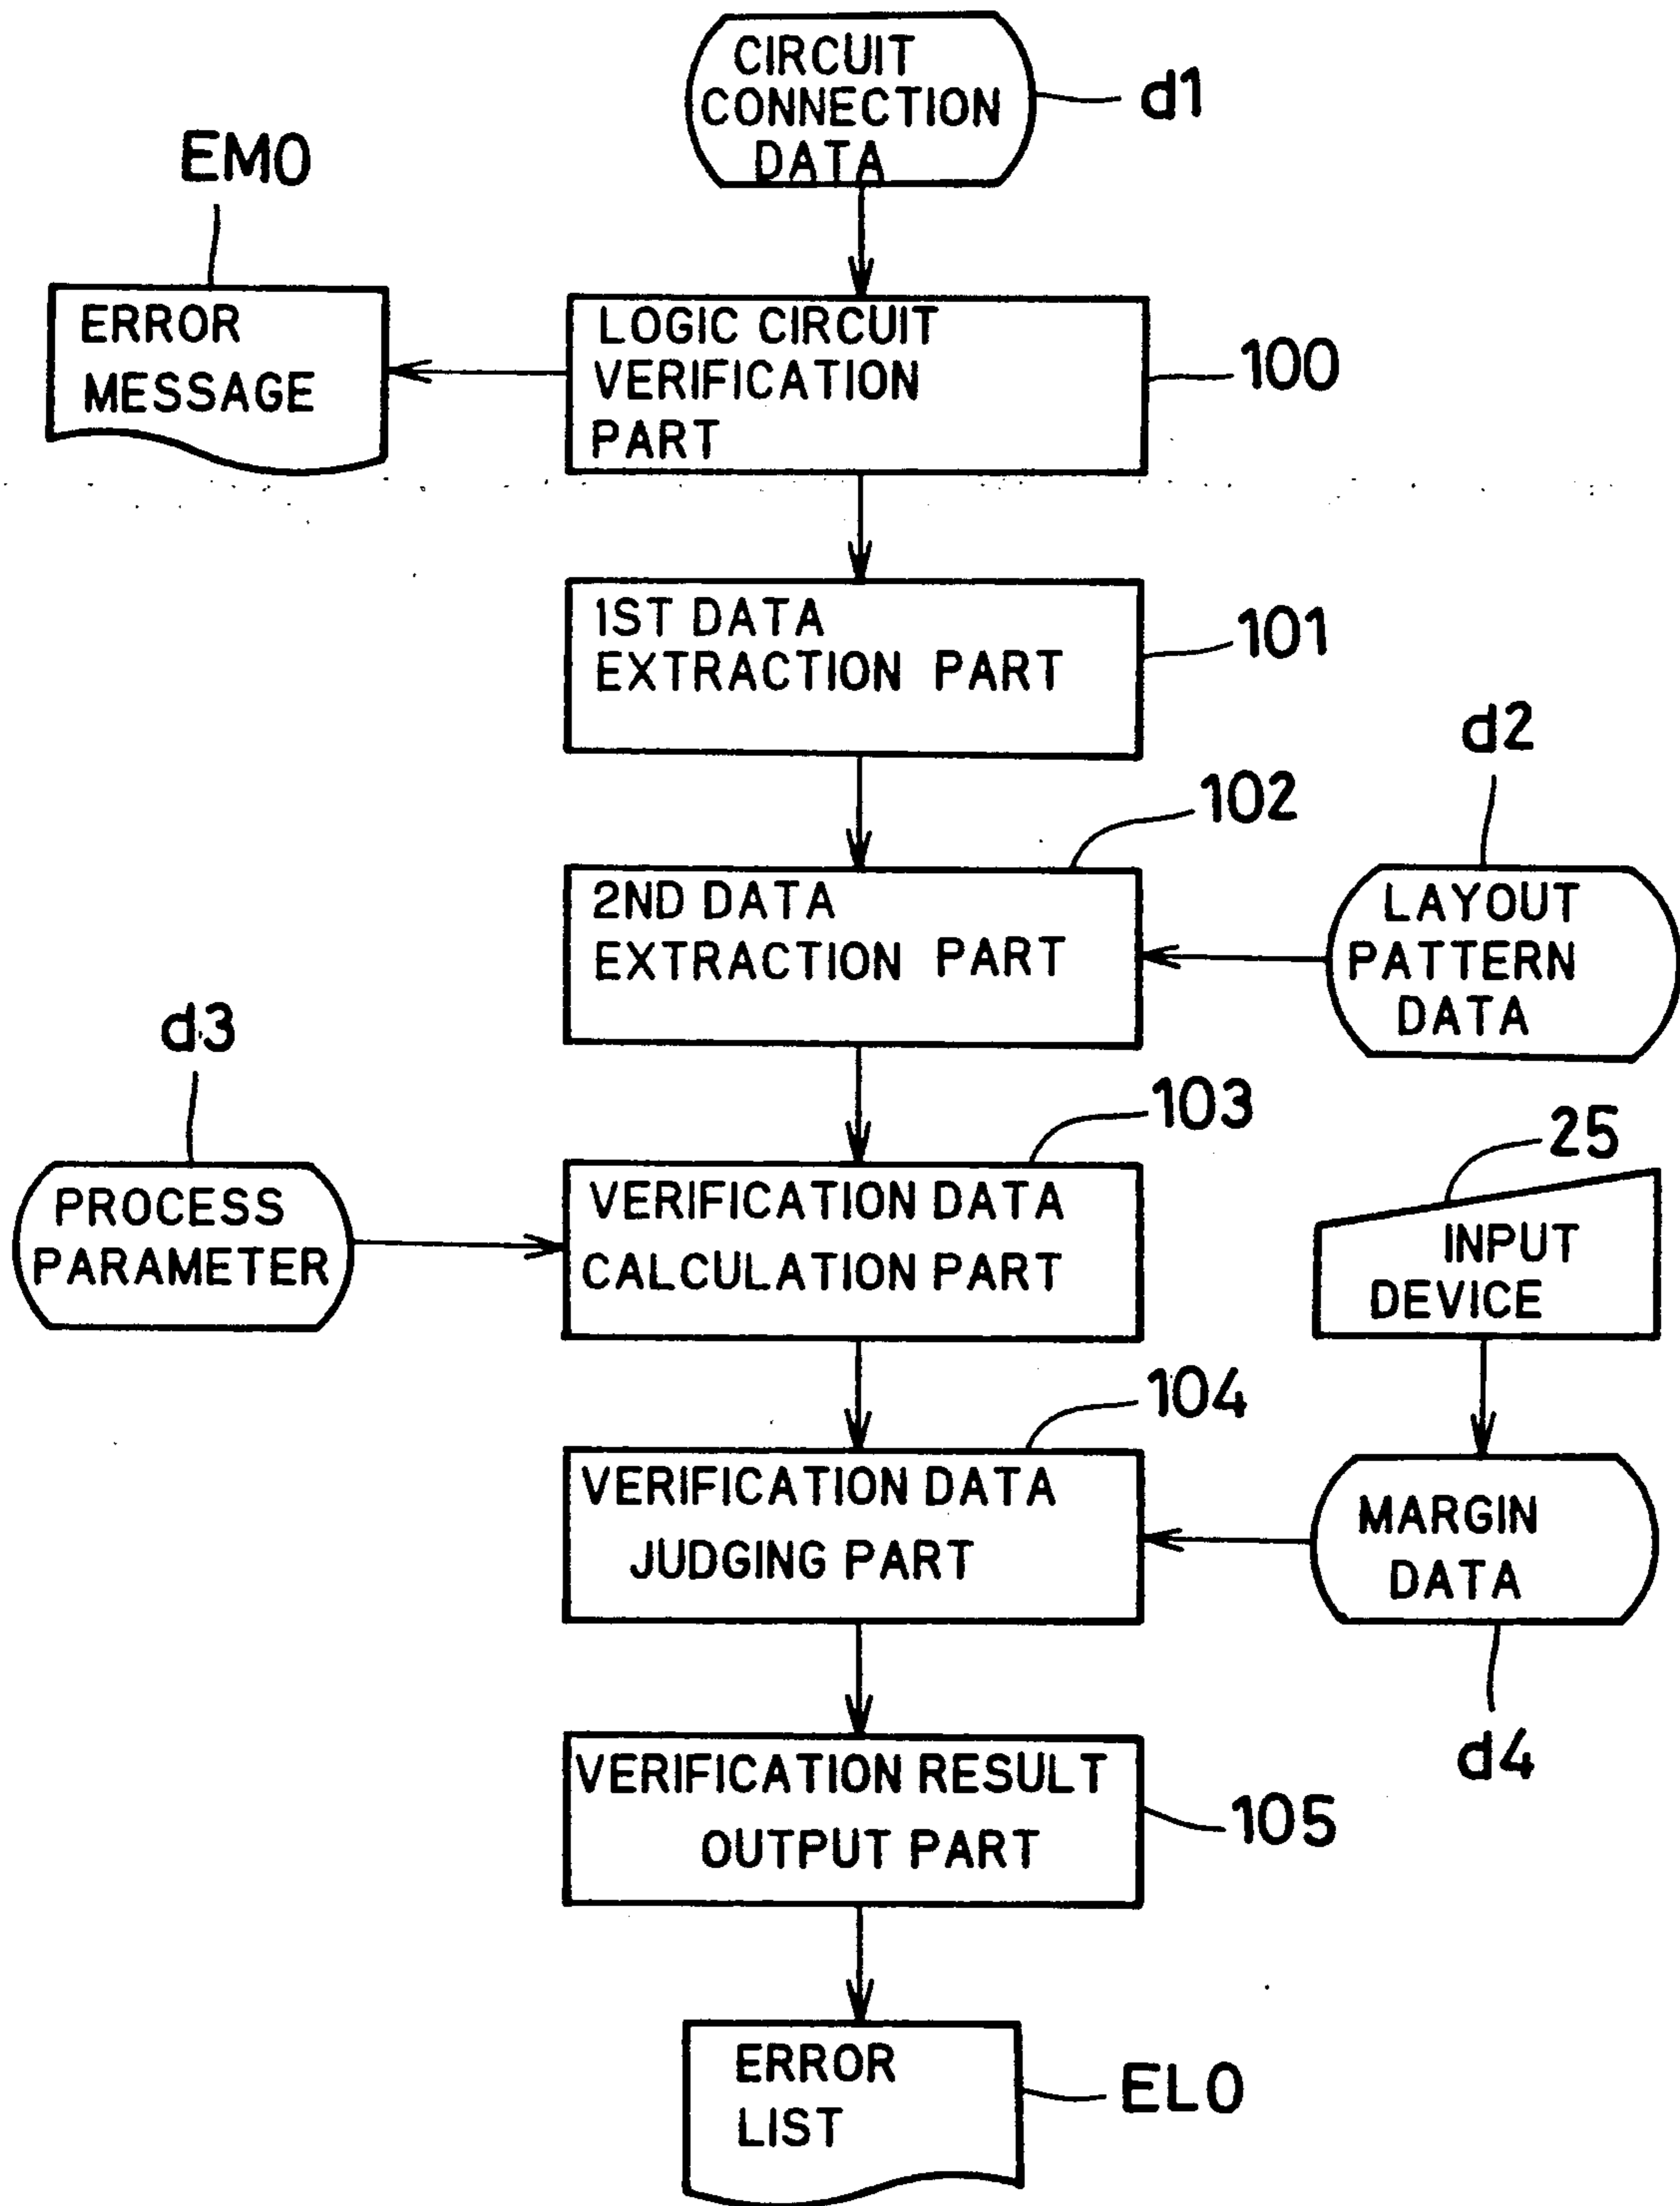 CIRCUIT
CONNECTION
DATA
d1
EM0
ERROR
MESSAGE
LOGIC CIRCUIT
VERIFICATION
PART
100
1ST DATA
EXTRACTION PART
101
d2
102
2ND DATA
EXTRACTION PART
LAYOUT
PATTERN
DATA
d3
103
25
PROCESS
PARAMETER
VERIFICATION DATA
CALCULATION PART
INPUT
DEVICE
104
VERIFICATION DATA
JUDGING PART
MARGIN
DATA
d4
VERIFICATION RESULT
OUTPUT PART
105
ERROR
LIST
EL0